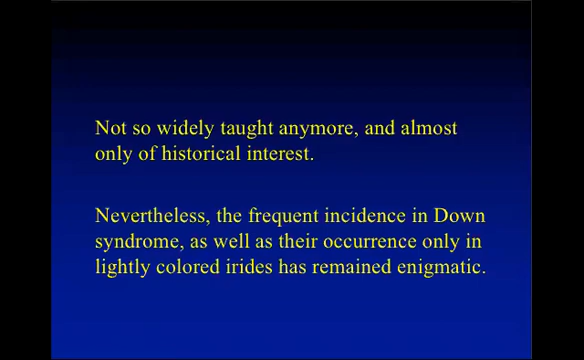 Not so widely taught anymore, and almost
only of historical interest.
Nevertheless, the frequent incidence in Down
syndrome, as well as their occurrence only in
lightly colored irides has remained enigmatic.